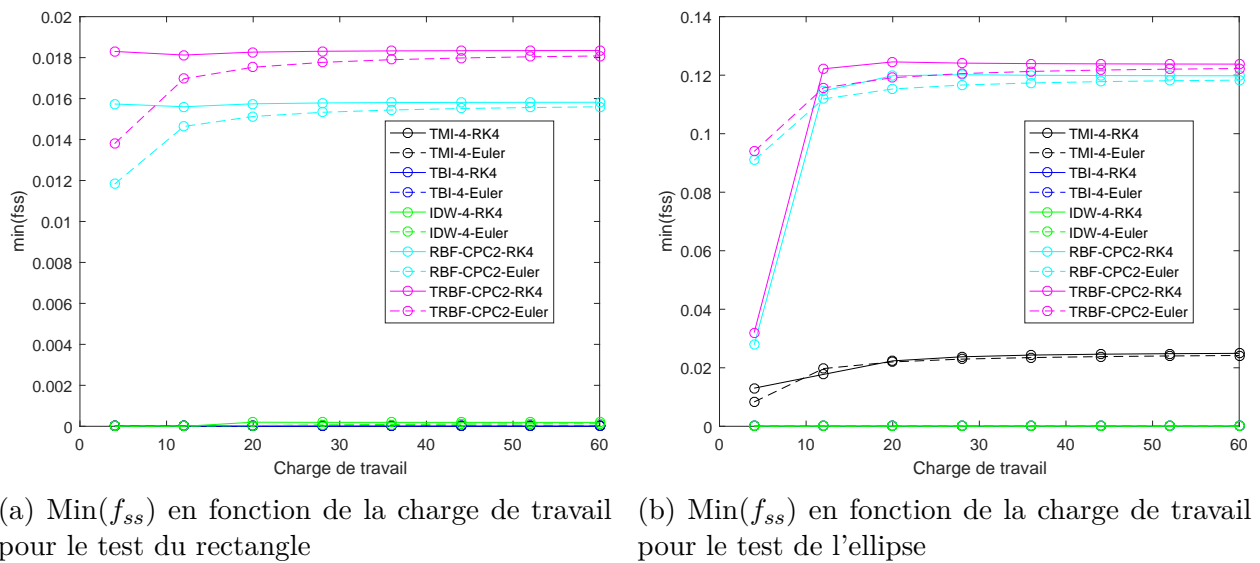 0.02
0.018
0.016
0.014
0.012
0.01
0.008
0.006
0.004
0.002
0
min(fss)
0 10 20 30 40 50 60
Charge de travail
TMI-4-RK4
TMI-4-Euler
TBI-4-RK4
TBI-4-Euler
IDW-4-RK4
IDW-4-Euler
RBF-CPC2-RK4
RBF-CPC2-Euler
TRBF-CPC2-RK4
TRBF-CPC2-Euler
0.14
0.12
0.1
0.08
0.06
0.04
0.02
0
min(fss)
0 10 20 30 40 50 60
Charge de travail
TMI-4-RK4
TMI-4-Euler
TBI-4-RK4
TBI-4-Euler
IDW-4-RK4
IDW-4-Euler
RBF-CPC2-RK4
RBF-CPC2-Euler
TRBF-CPC2-RK4
TRBF-CPC2-Euler
(a) Min(f_{ss}) en fonction de la charge de travail
pour le test du rectangle
(b) Min(f_{ss}) en fonction de la charge de travail
pour le test de l'ellipse